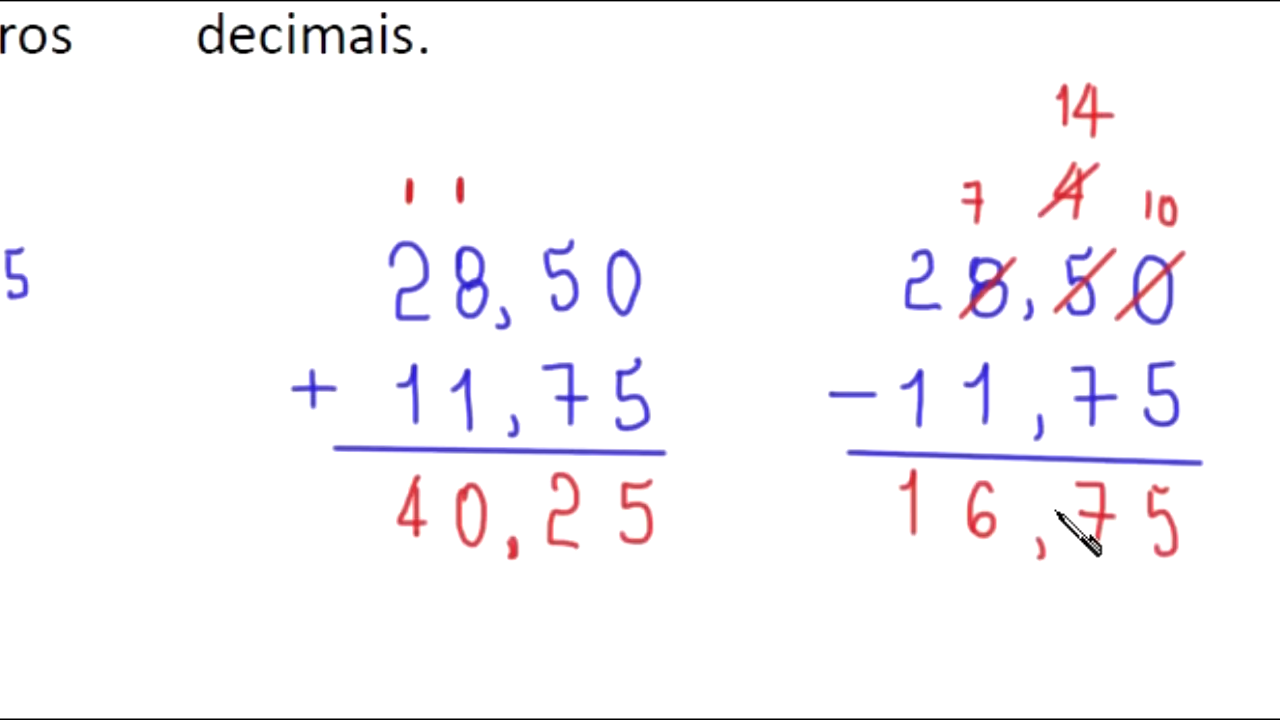 ros decimais.
14
1 1 7 4 10
5 28,50 28,50
+ 11,75 - 11,75
40,25 16,75